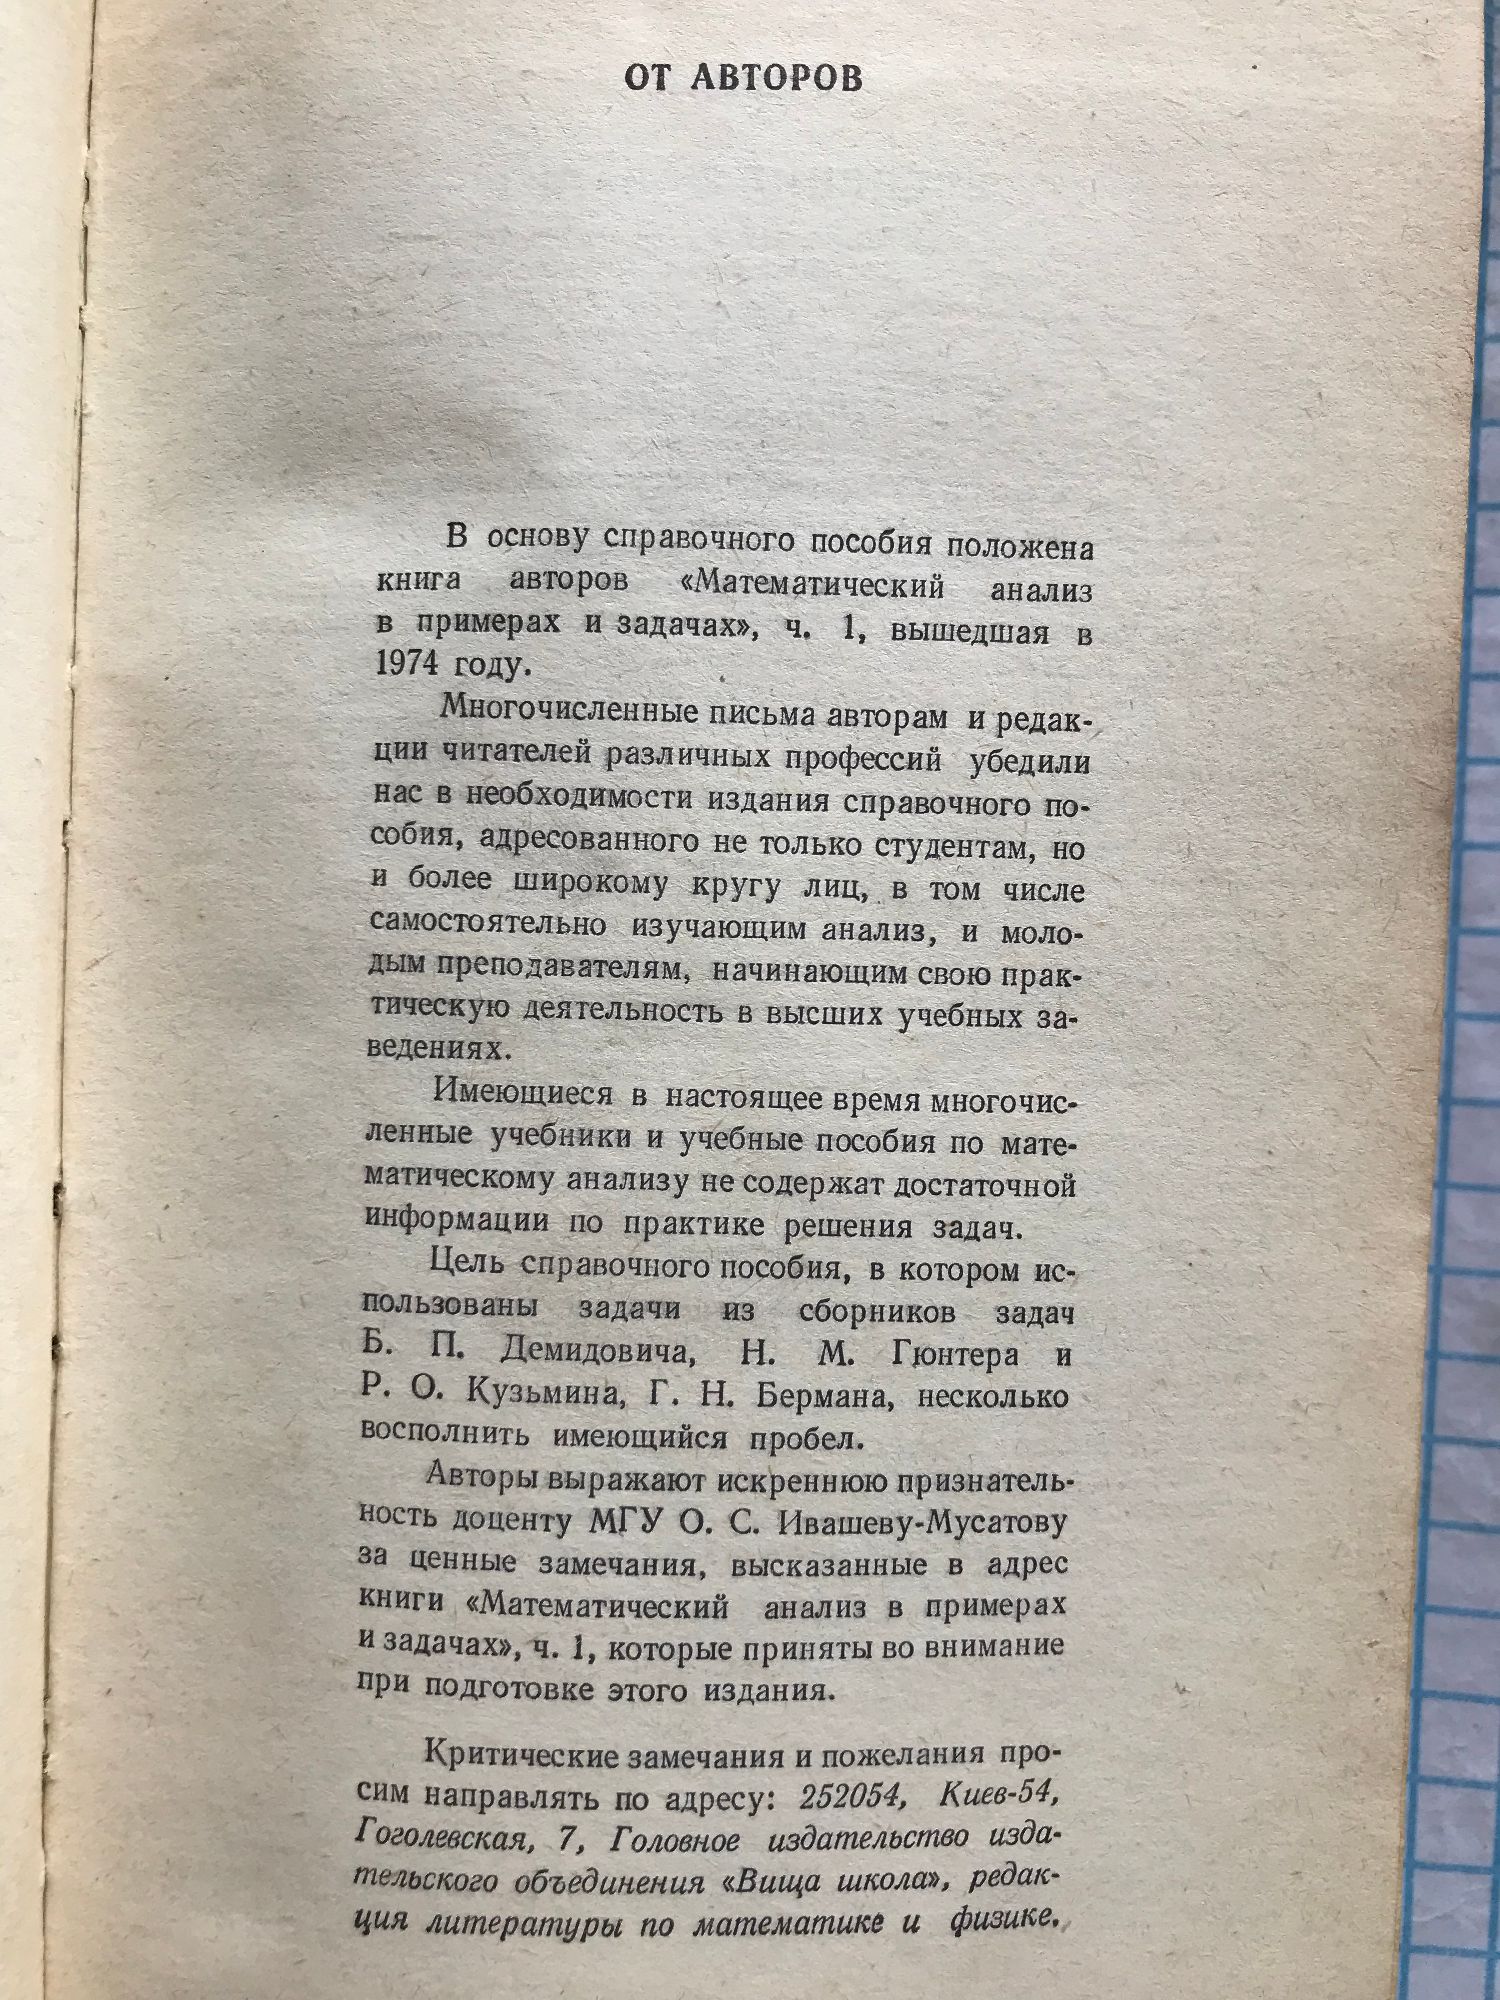 ОТ АВТОРОВ
В основу справочного пособия положена
книга авторов «Математический анализ
в примерах и задачах», ч. 1, вышедшая в
1974 году.
Многочисленные письма авторам и редак-
ции читателей различных профессий убедили
нас в необходимости издания справочного по-
собия, адресованного не только студентам, но
и более широкому кругу лиц, в том числе
самостоятельно изучающим анализ, и моло-
дым преподавателям, начинающим свою прак-
тическую деятельность в высших учебных за-
ведениях.
Имеющиеся в настоящее время многочис-
ленные учебники и учебные пособия по мате-
матическому анализу не содержат достаточной
информации по практике решения задач.
Цель справочного пособия, в котором ис-
пользованы задачи из сборников задач
Б. П. Демидовича, Н. М. Гюнтера и
Р. О. Кузьмина, Г. Н. Бермана, несколько
восполнить имеющийся пробел.
Авторы выражают искреннюю признатель-
ность доценту МГУ О. С. Ивашеву-Мусатову
за ценные замечания, высказанные в адрес
книги «Математический анализ в примерах
и задачах», ч. 1, которые приняты во внимание
при подготовке этого издания.
Критические замечания и пожелания про-
сим направлять по адресу: 252054, Киев-54,
Гоголевская, 7, Головное издательство изда-
тельского объединения «Вища школа», редак-
ция литературы по математике и физике.